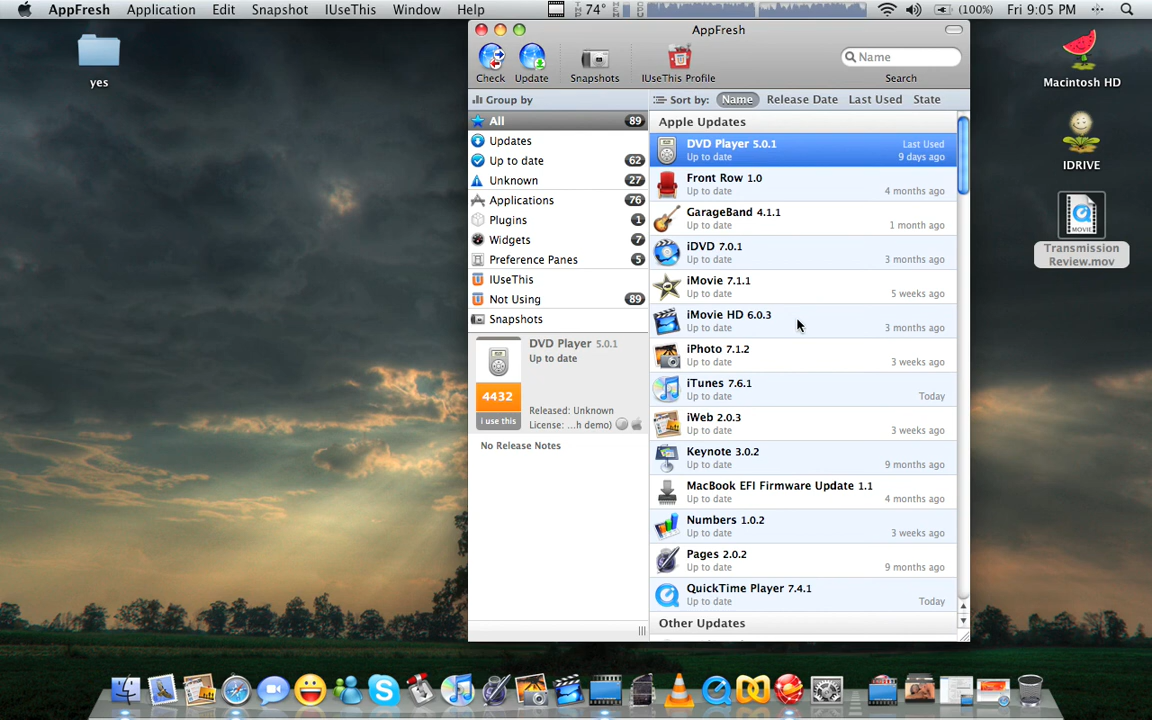 AppFresh Application Edit Snapshot IUseThis Window Help 74° (100%) Fri 9:05 PM
yes
AppFresh
Check Update Snapshots IUseThis Profile
Name
Search
Group by
All 89
Updates
Up to date 62
Unknown 27
Applications 76
Plugins 1
Widgets 7
Preference Panes 5
IUseThis
Not Using 89
Snapshots
DVD Player 5.0.1
Up to date
4432
I use this
Released: Unknown
License: ...h demo)
No Release Notes
Sort by: Name Release Date Last Used State
Apple Updates
DVD Player 5.0.1 Last Used
Up to date 9 days ago
Front Row 1.0
Up to date 4 months ago
GarageBand 4.1.1
Up to date 1 month ago
iDVD 7.0.1
Up to date 3 months ago
iMovie 7.1.1
Up to date 5 weeks ago
iMovie HD 6.0.3
Up to date 3 months ago
iPhoto 7.1.2
Up to date 3 weeks ago
iTunes 7.6.1
Up to date Today
iWeb 2.0.3
Up to date 3 weeks ago
Keynote 3.0.2
Up to date 9 months ago
MacBook EFI Firmware Update 1.1
Up to date 4 months ago
Numbers 1.0.2
Up to date 3 weeks ago
Pages 2.0.2
Up to date 9 months ago
QuickTime Player 7.4.1
Up to date Today
Other Updates
Macintosh HD
IDRIVE
MOVIE
Transmission
Review.mov